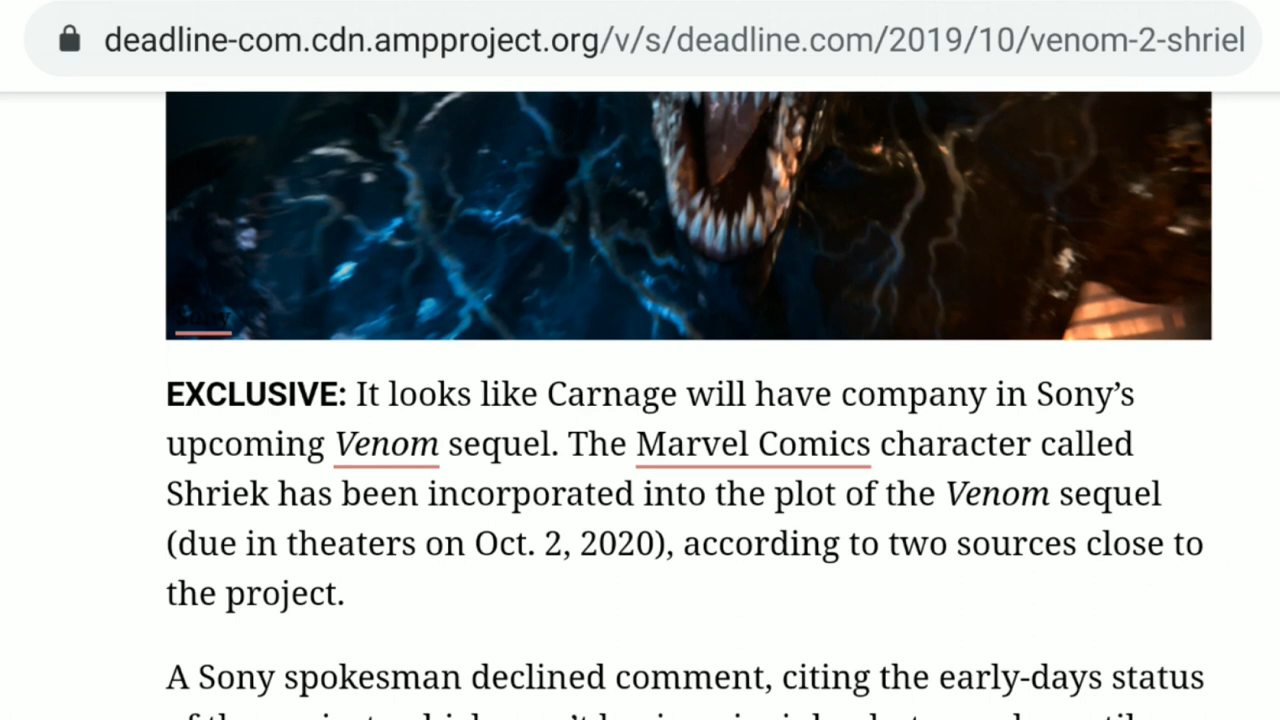 deadline-com.cdn.ampproject.org/v/s/deadline.com/2019/10/venom-2-shriel
Sony
EXCLUSIVE: It looks like Carnage will have company in Sony’s
upcoming Venom sequel. The Marvel Comics character called
Shriek has been incorporated into the plot of the Venom sequel
(due in theaters on Oct. 2, 2020), according to two sources close to
the project.
A Sony spokesman declined comment, citing the early-days status